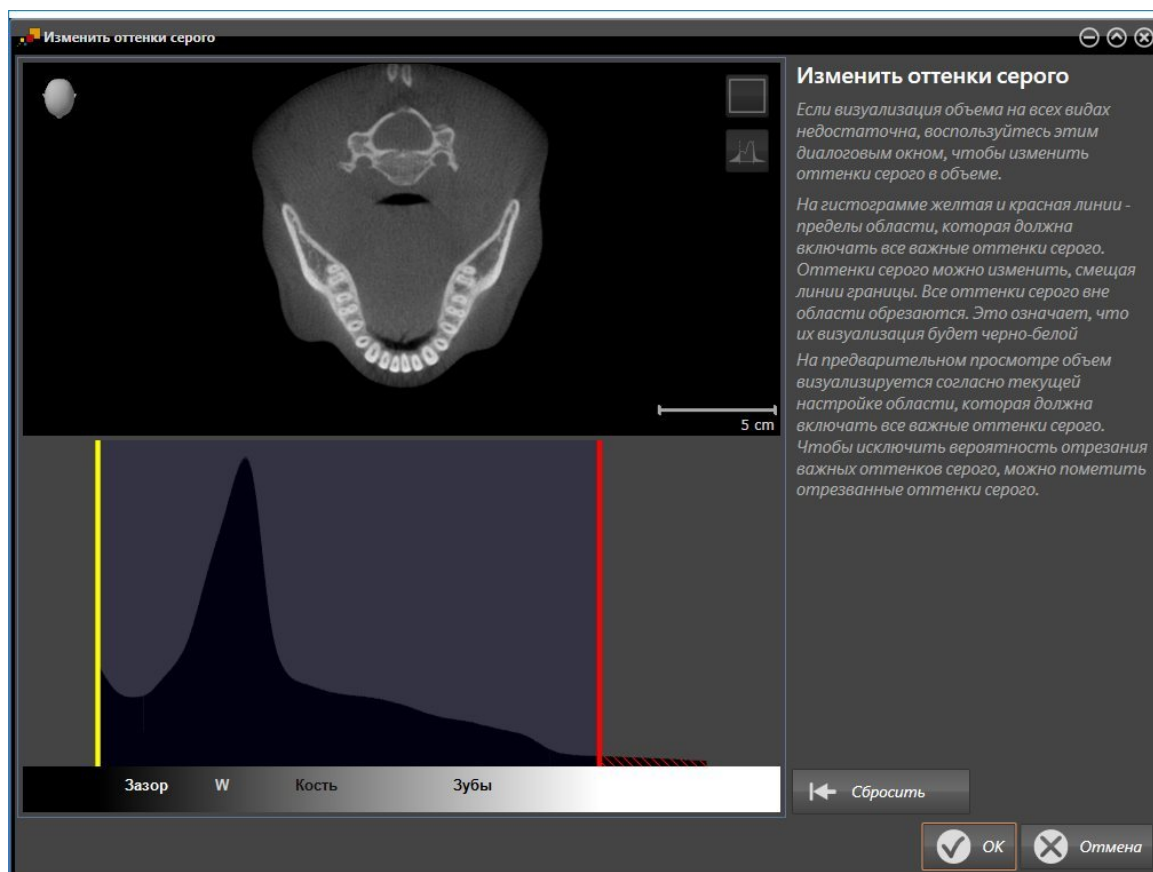 Изменить оттенки серого
5 cm
Зазор W Кость Зубы
Изменить оттенки серого
Если визуализация объема на всех видах
недостаточна, воспользуйтесь этим
диалоговым окном, чтобы изменить
оттенки серого в объеме.
На гистограмме желтая и красная линии -
пределы области, которая должна
включать все важные оттенки серого.
Оттенки серого можно изменить, смещая
линии границы. Все оттенки серого вне
области обрезаются. Это означает, что
их визуализация будет черно-белой
На предварительном просмотре объем
визуализируется согласно текущей
настройке области, которая должна
включать все важные оттенки серого.
Чтобы исключить вероятность отрезания
важных оттенков серого, можно пометить
отрезванные оттенки серого.
Сбросить
OK Отмена